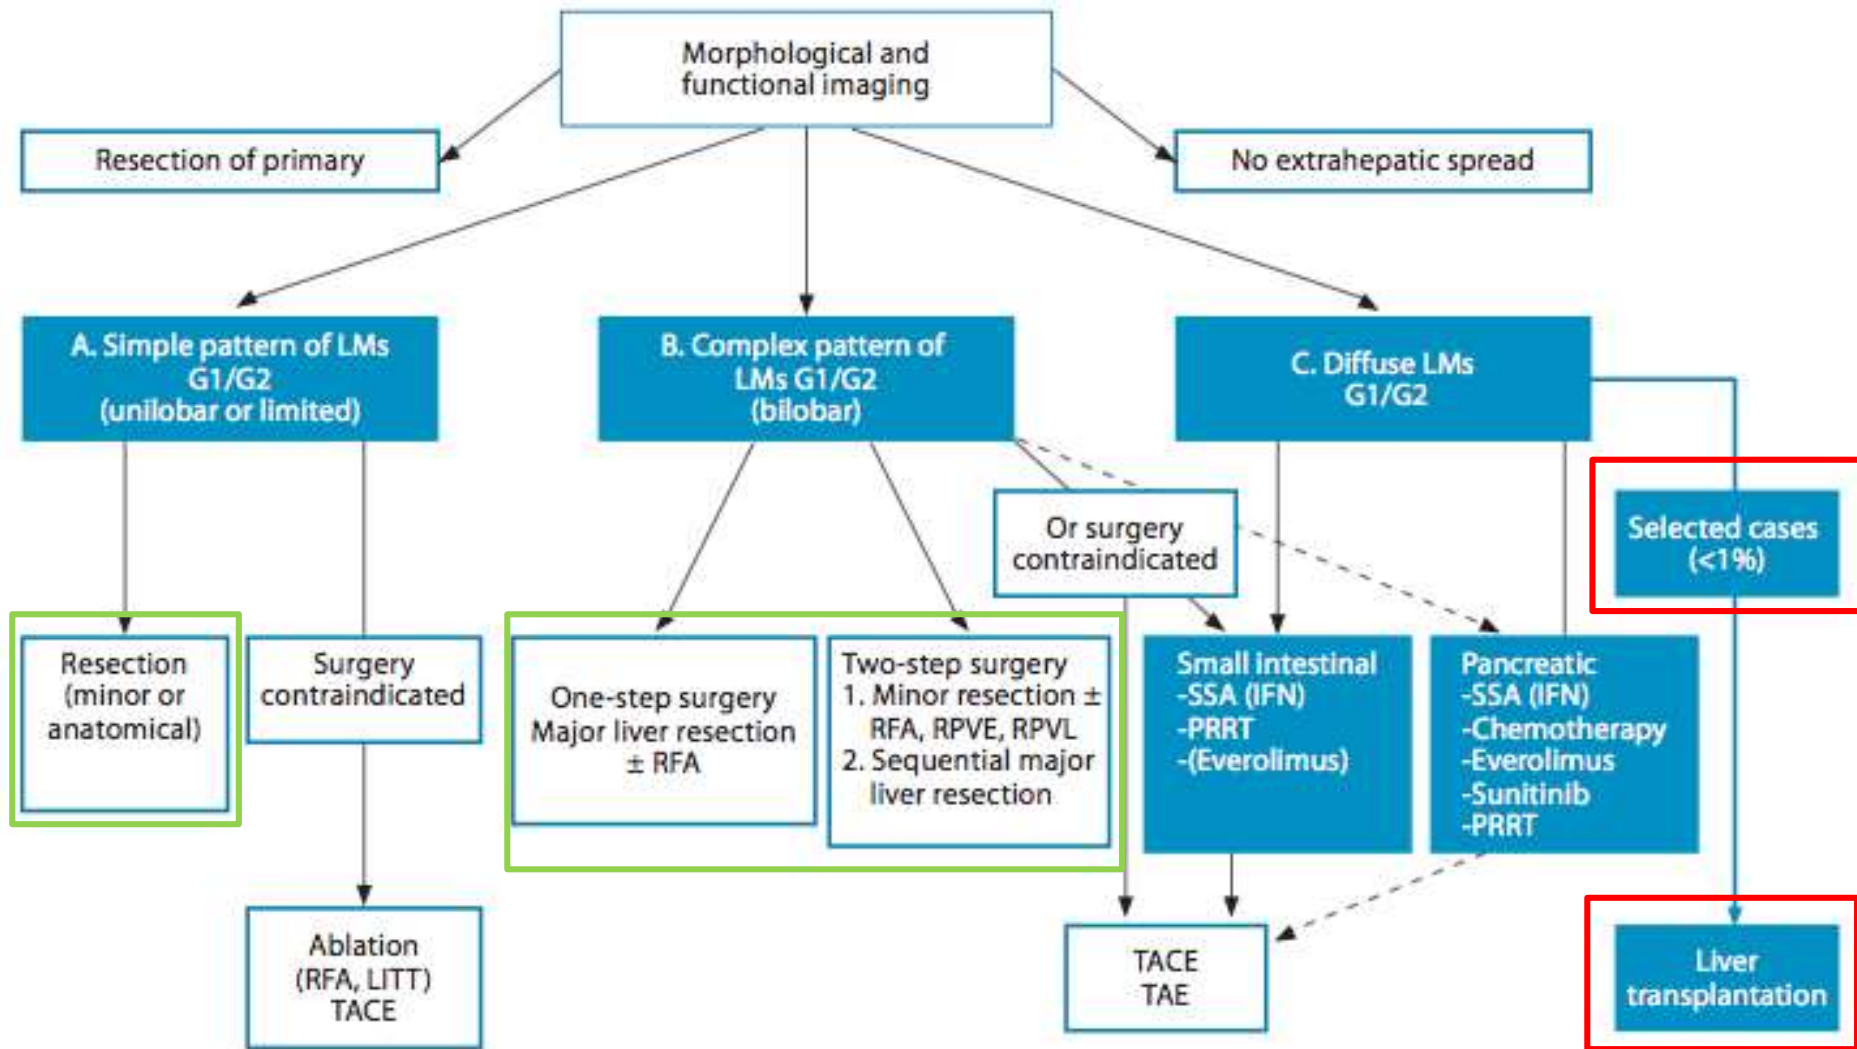 Morphological and
functional imaging
Resection of primary
No extrahepatic spread
A. Simple pattern of LMs
G1/G2
(unilobar or limited)
B. Complex pattern of
LMs G1/G2
(bilobar)
C. Diffuse LMs
G1/G2
Or surgery
contraindicated
Selected cases
(<1%)
Resection
(minor or
anatomical)
Surgery
contraindicated
One-step surgery
Major liver resection
± RFA
Two-step surgery
1. Minor resection ±
RFA, RPVE, RPVL
2. Sequential major
liver resection
Small intestinal
-SSA (IFN)
-PRRT
-(Everolimus)
Pancreatic
-SSA (IFN)
-Chemotherapy
-Everolimus
-Sunitinib
-PRRT
Ablation
(RFA, LITT)
TACE
TACE
TAE
Liver
transplantation